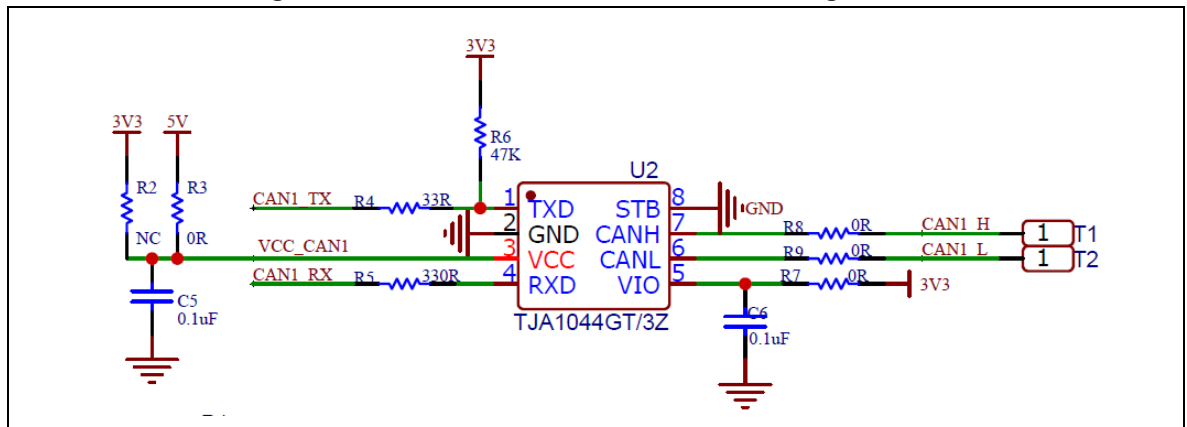 3V3
3V3 5V
R6
47K
U2
R2 R3
CAN1_TX R4 33R 1 TXD STB 8 GND
2 GND CANH 7 R8 0R CAN1_H 1 T1
NC 0R VCC_CAN1 3 VCC CANL 6 R9 0R CAN1_L 1 T2
CAN1_RX R5 330R 4 RXD VIO 5 R7 0R 3V3
C5
0.1uF
TJA1044GT/3Z
C6
0.1uF